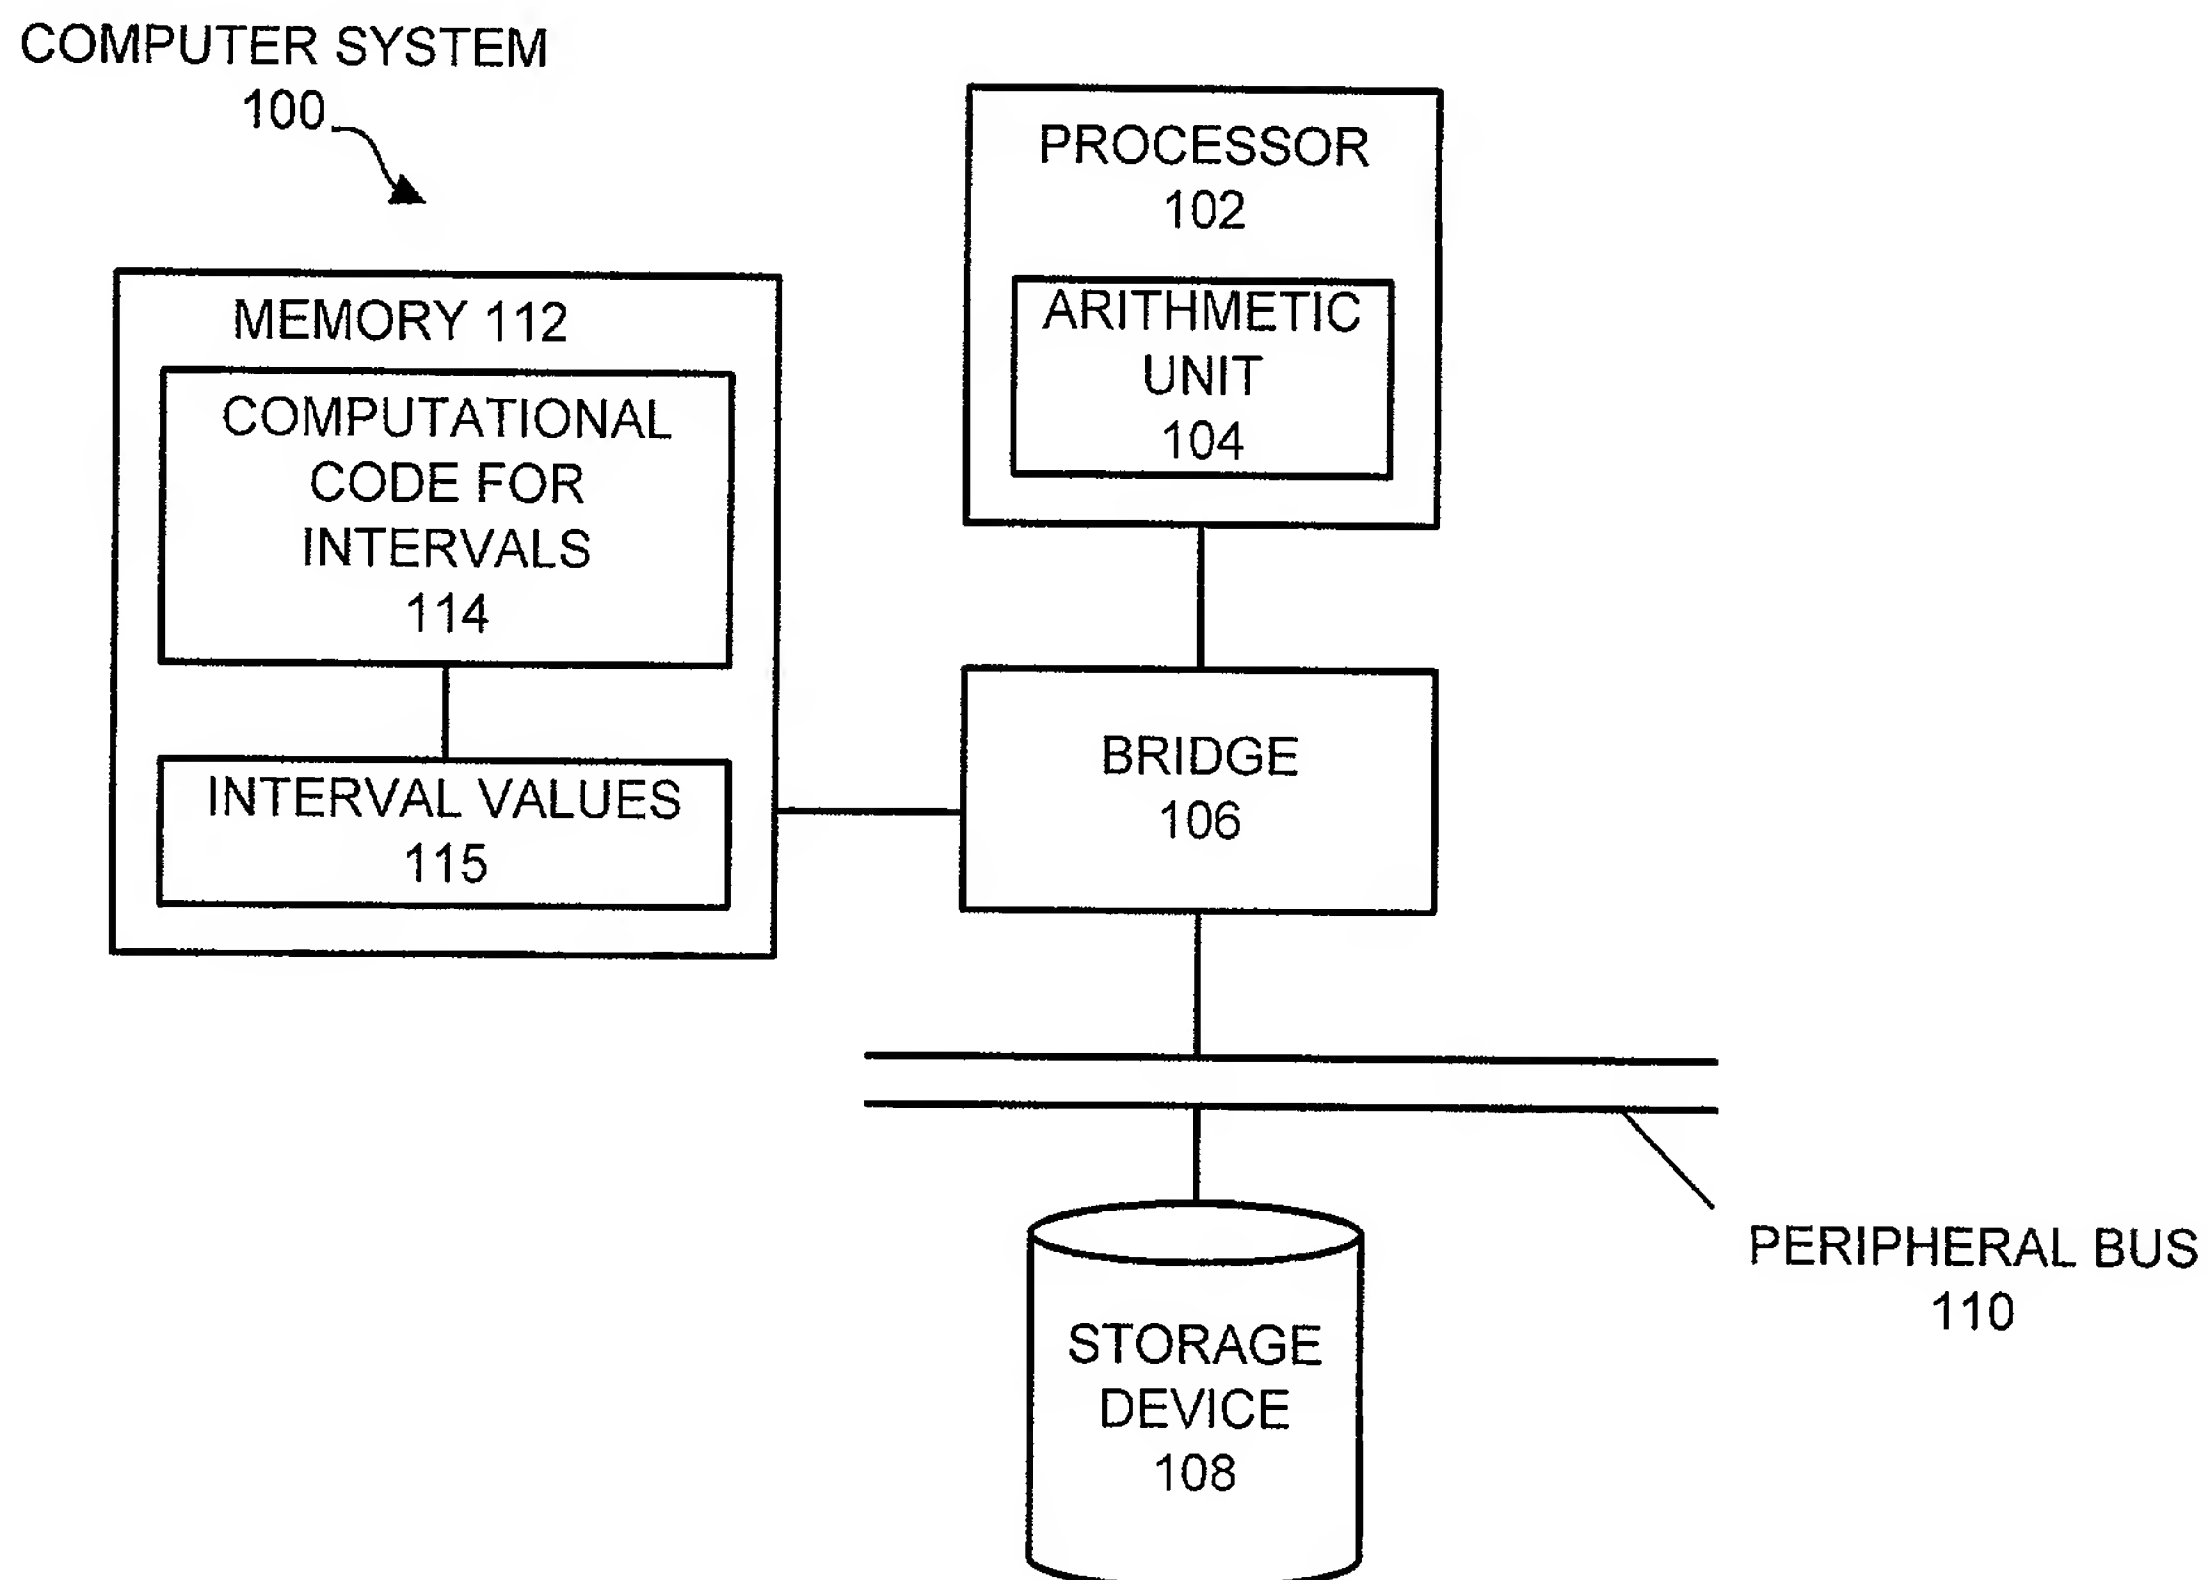 COMPUTER SYSTEM
100
PROCESSOR
102
ARITHMETIC
UNIT
104
MEMORY 112
COMPUTATIONAL
CODE FOR
INTERVALS
114
INTERVAL VALUES
115
BRIDGE
106
PERIPHERAL BUS
110
STORAGE
DEVICE
108